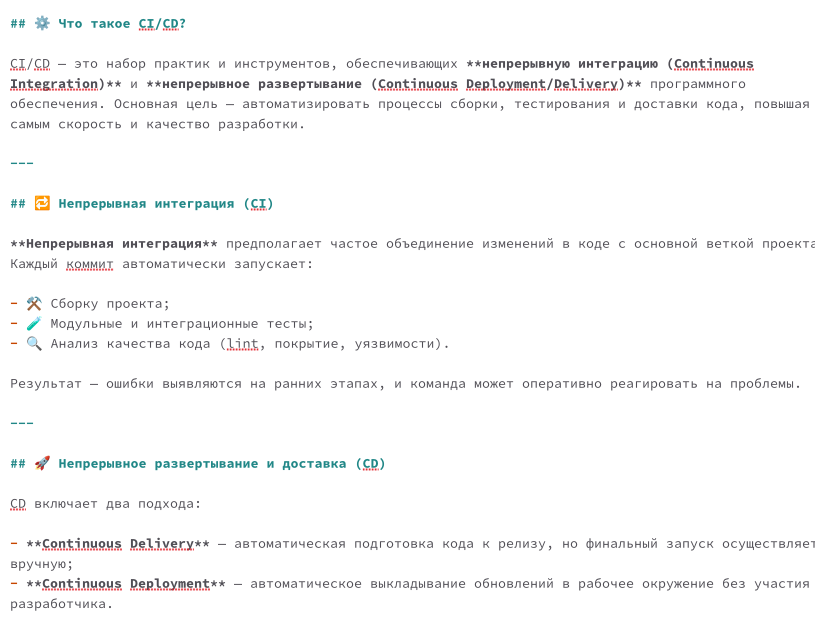 ## ⚙️ Что такое CI/CD?
CI/CD — это набор практик и инструментов, обеспечивающих **непрерывную интеграцию (Continuous
Integration)** и **непрерывное развертывание (Continuous Deployment/Delivery)** программного
обеспечения. Основная цель — автоматизировать процессы сборки, тестирования и доставки кода, повышая
самым скорость и качество разработки.
---
## 🔁 Непрерывная интеграция (CI)
**Непрерывная интеграция** предполагает частое объединение изменений в коде с основной веткой проекта
Каждый коммит автоматически запускает:
- ⚒️ Сборку проекта;
- 🧪 Модульные и интеграционные тесты;
- 🔍 Анализ качества кода (lint, покрытие, уязвимости).
Результат — ошибки выявляются на ранних этапах, и команда может оперативно реагировать на проблемы.
---
## 🚀 Непрерывное развертывание и доставка (CD)
CD включает два подхода:
- **Continuous Delivery** — автоматическая подготовка кода к релизу, но финальный запуск осуществляет
вручную;
- **Continuous Deployment** — автоматическое выкладывание обновлений в рабочее окружение без участия
разработчика.